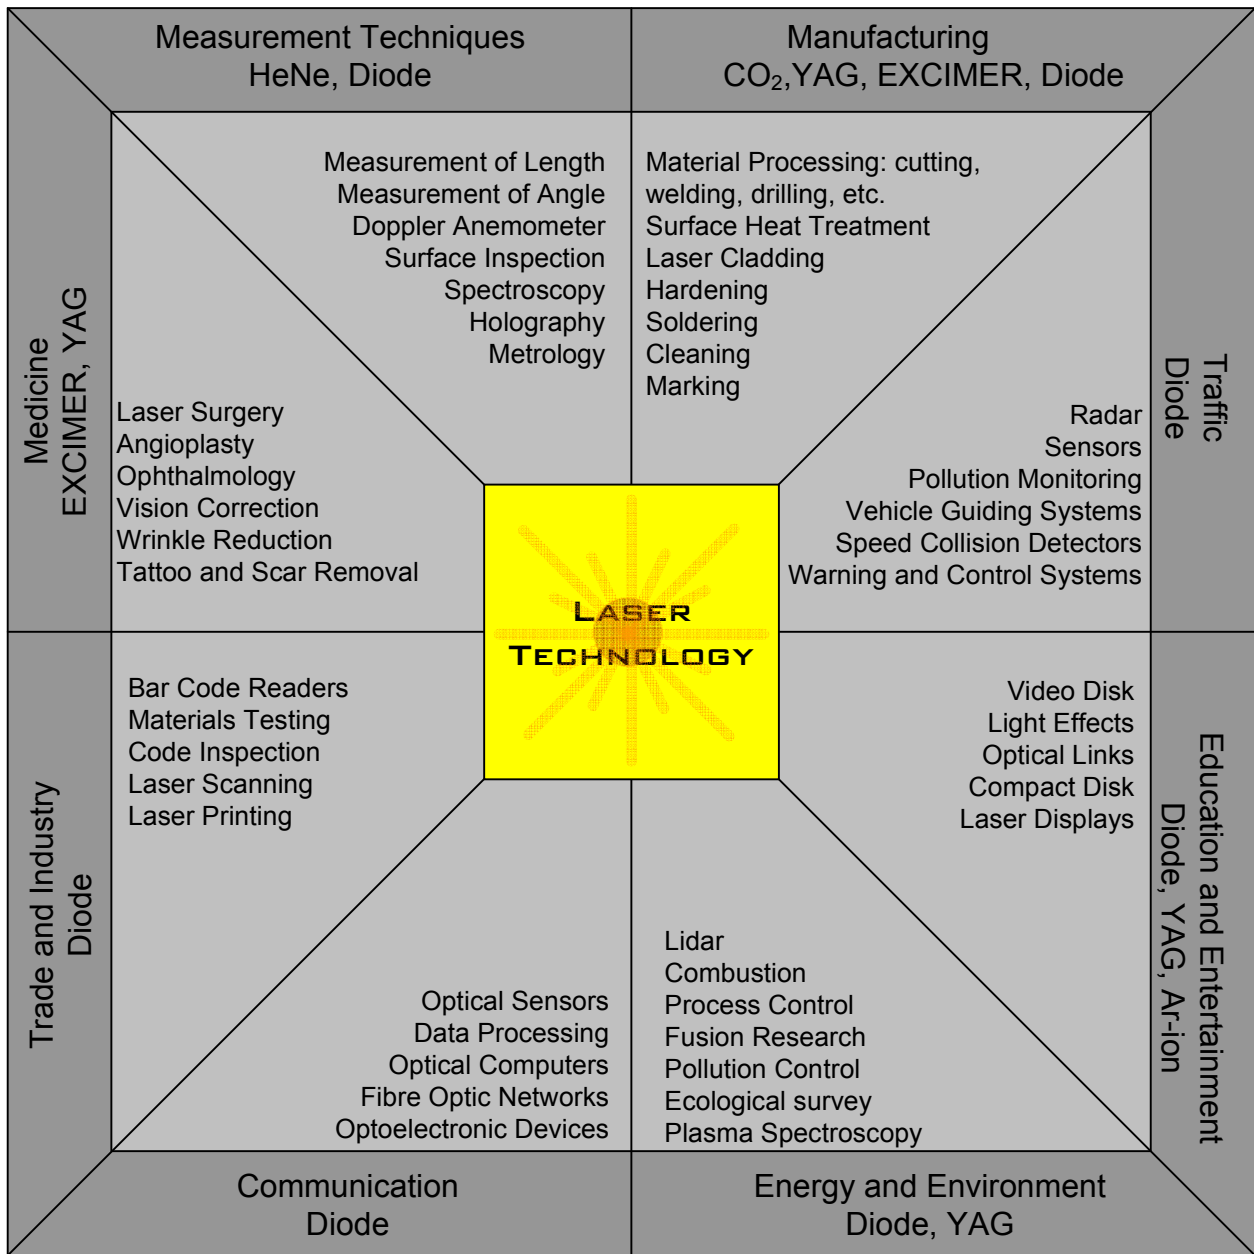 Measurement Techniques
HeNe, Diode
Manufacturing
CO₂,YAG, EXCIMER, Diode
Measurement of Length
Measurement of Angle
Doppler Anemometer
Surface Inspection
Spectroscopy
Holography
Metrology
Material Processing: cutting,
welding, drilling, etc.
Surface Heat Treatment
Laser Cladding
Hardening
Soldering
Cleaning
Marking
Medicine
EXCIMER, YAG
Laser Surgery
Angioplasty
Ophthalmology
Vision Correction
Wrinkle Reduction
Tattoo and Scar Removal
Traffic
Diode
Radar
Sensors
Pollution Monitoring
Vehicle Guiding Systems
Speed Collision Detectors
Warning and Control Systems
LASER
TECHNOLOGY
Trade and Industry
Diode
Bar Code Readers
Materials Testing
Code Inspection
Laser Scanning
Laser Printing
Video Disk
Light Effects
Optical Links
Compact Disk
Laser Displays
Education and Entertainment
Diode, YAG, Ar-ion
Optical Sensors
Data Processing
Optical Computers
Fibre Optic Networks
Optoelectronic Devices
Lidar
Combustion
Process Control
Fusion Research
Pollution Control
Ecological survey
Plasma Spectroscopy
Communication
Diode
Energy and Environment
Diode, YAG